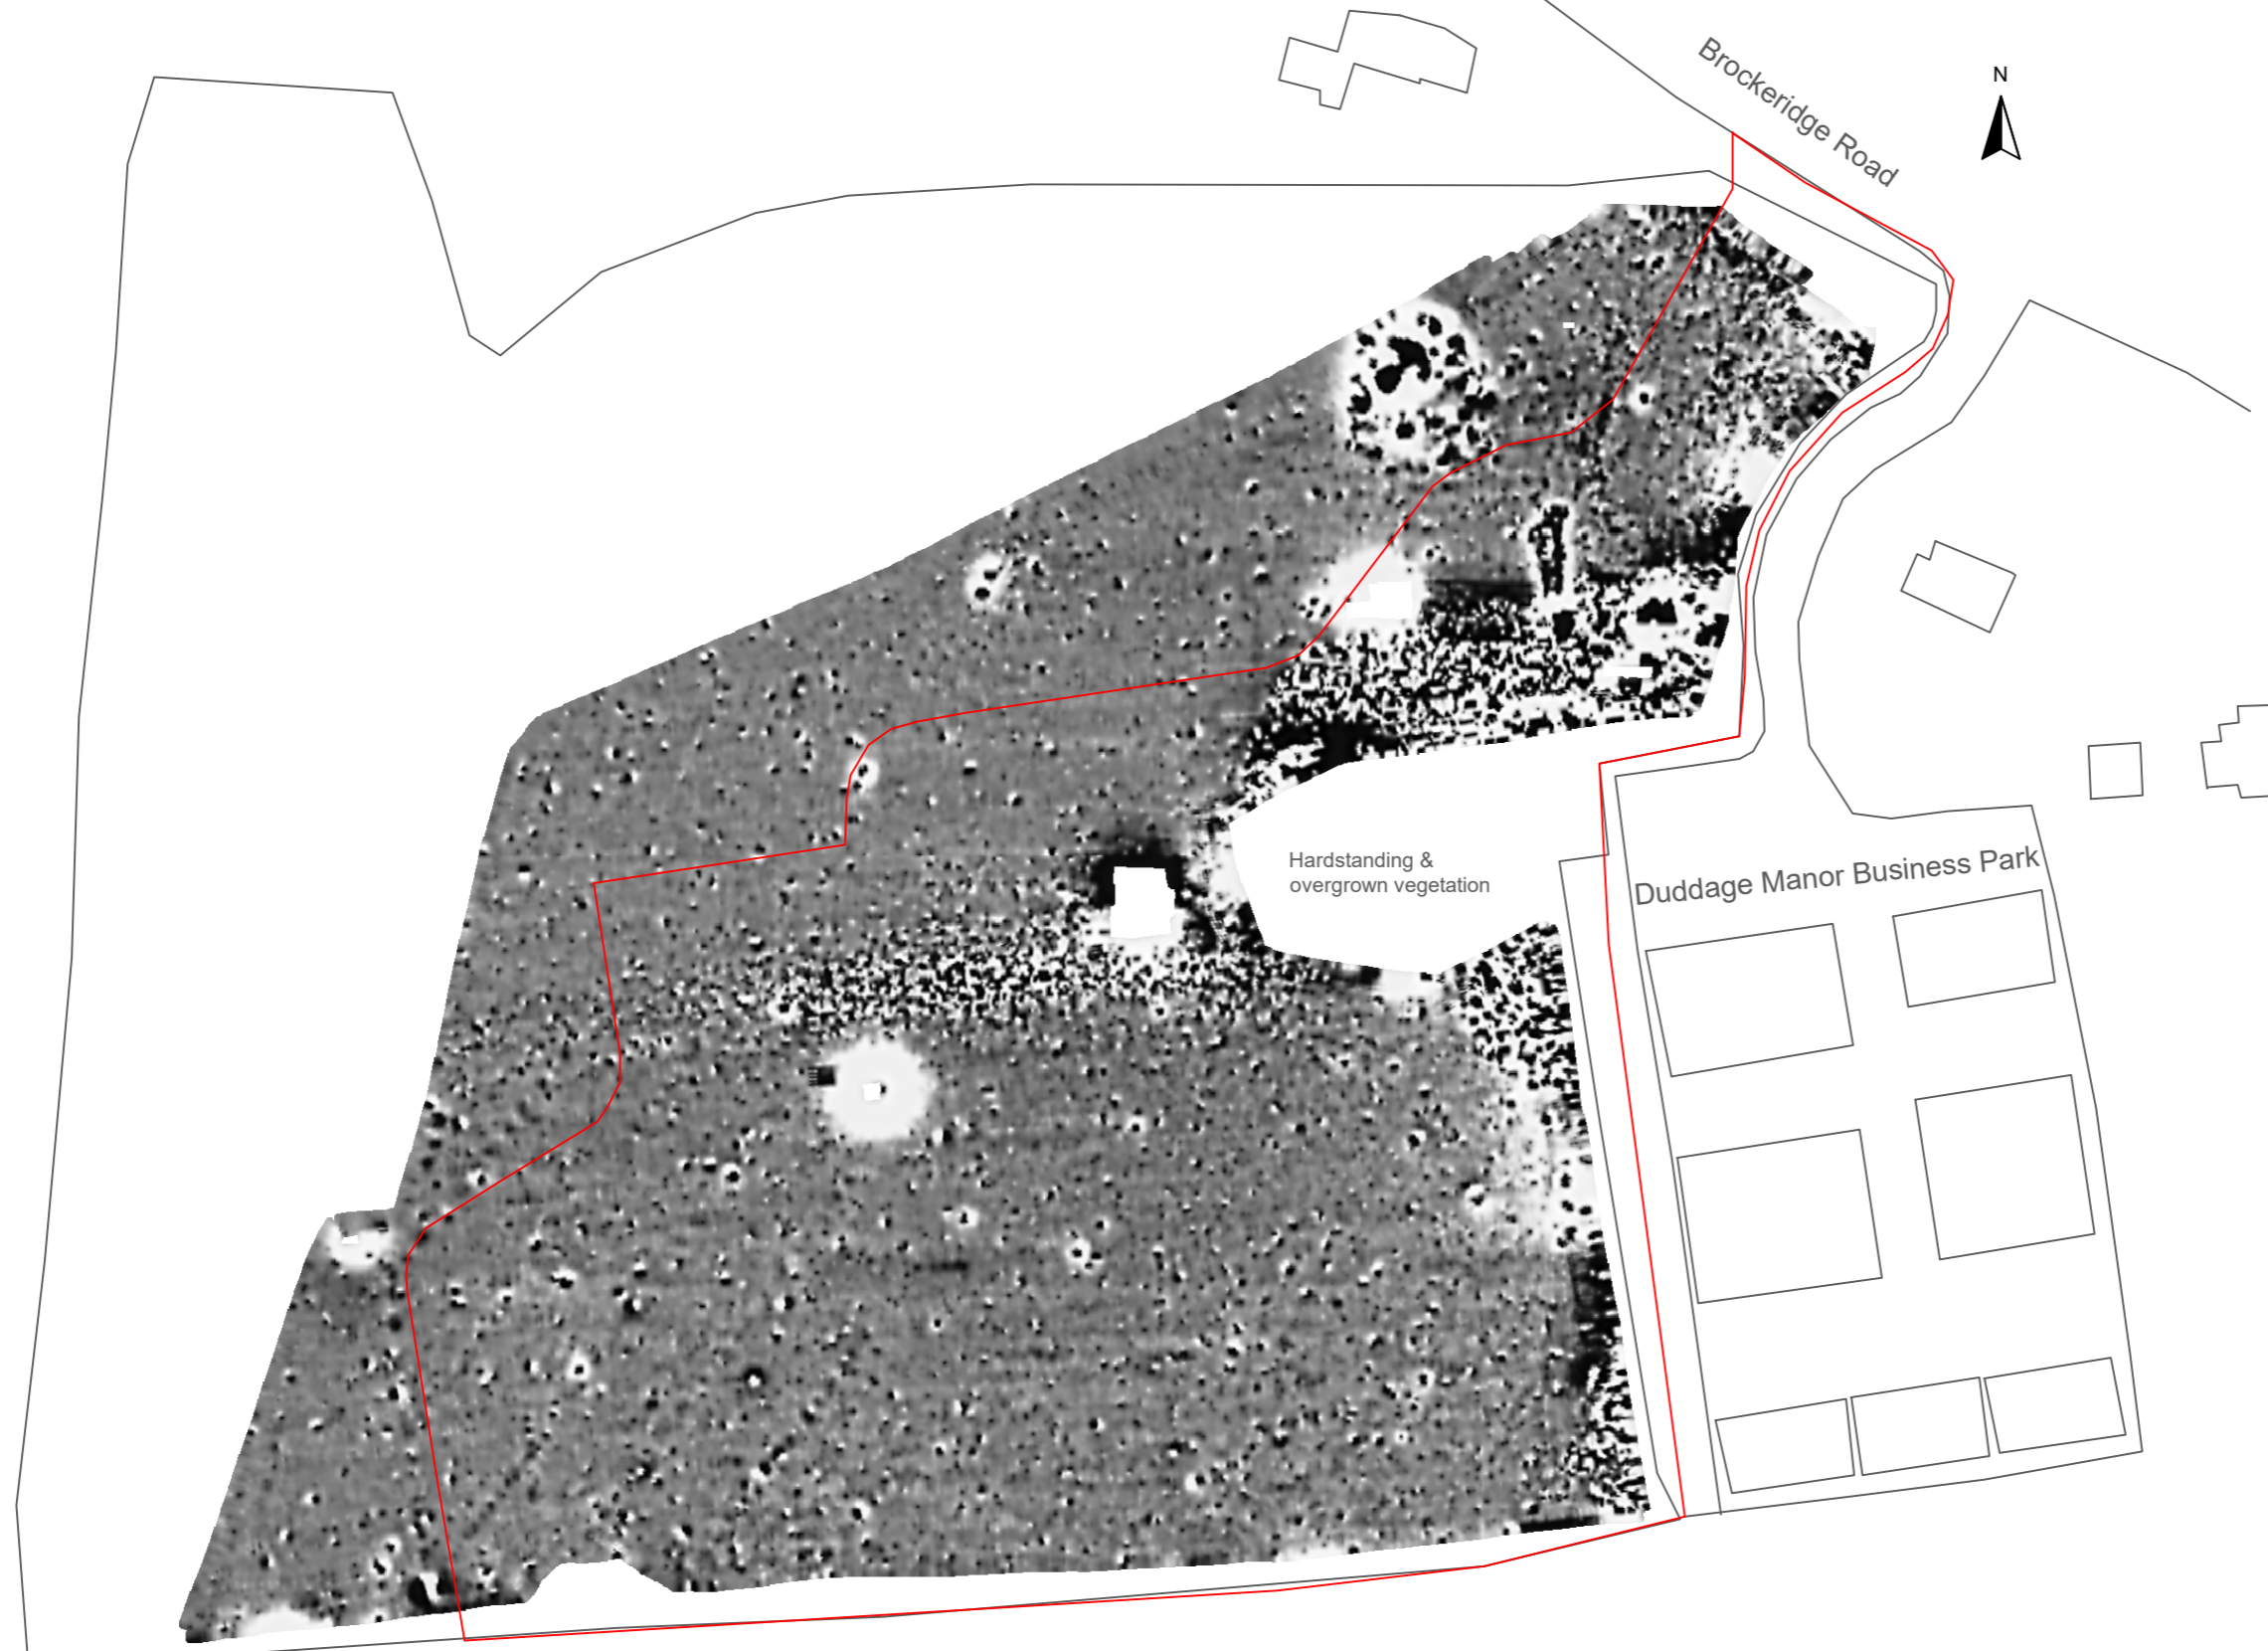 Brockeridge Road
N
Hardstanding &
overgrown vegetation
Duddage Manor Business Park